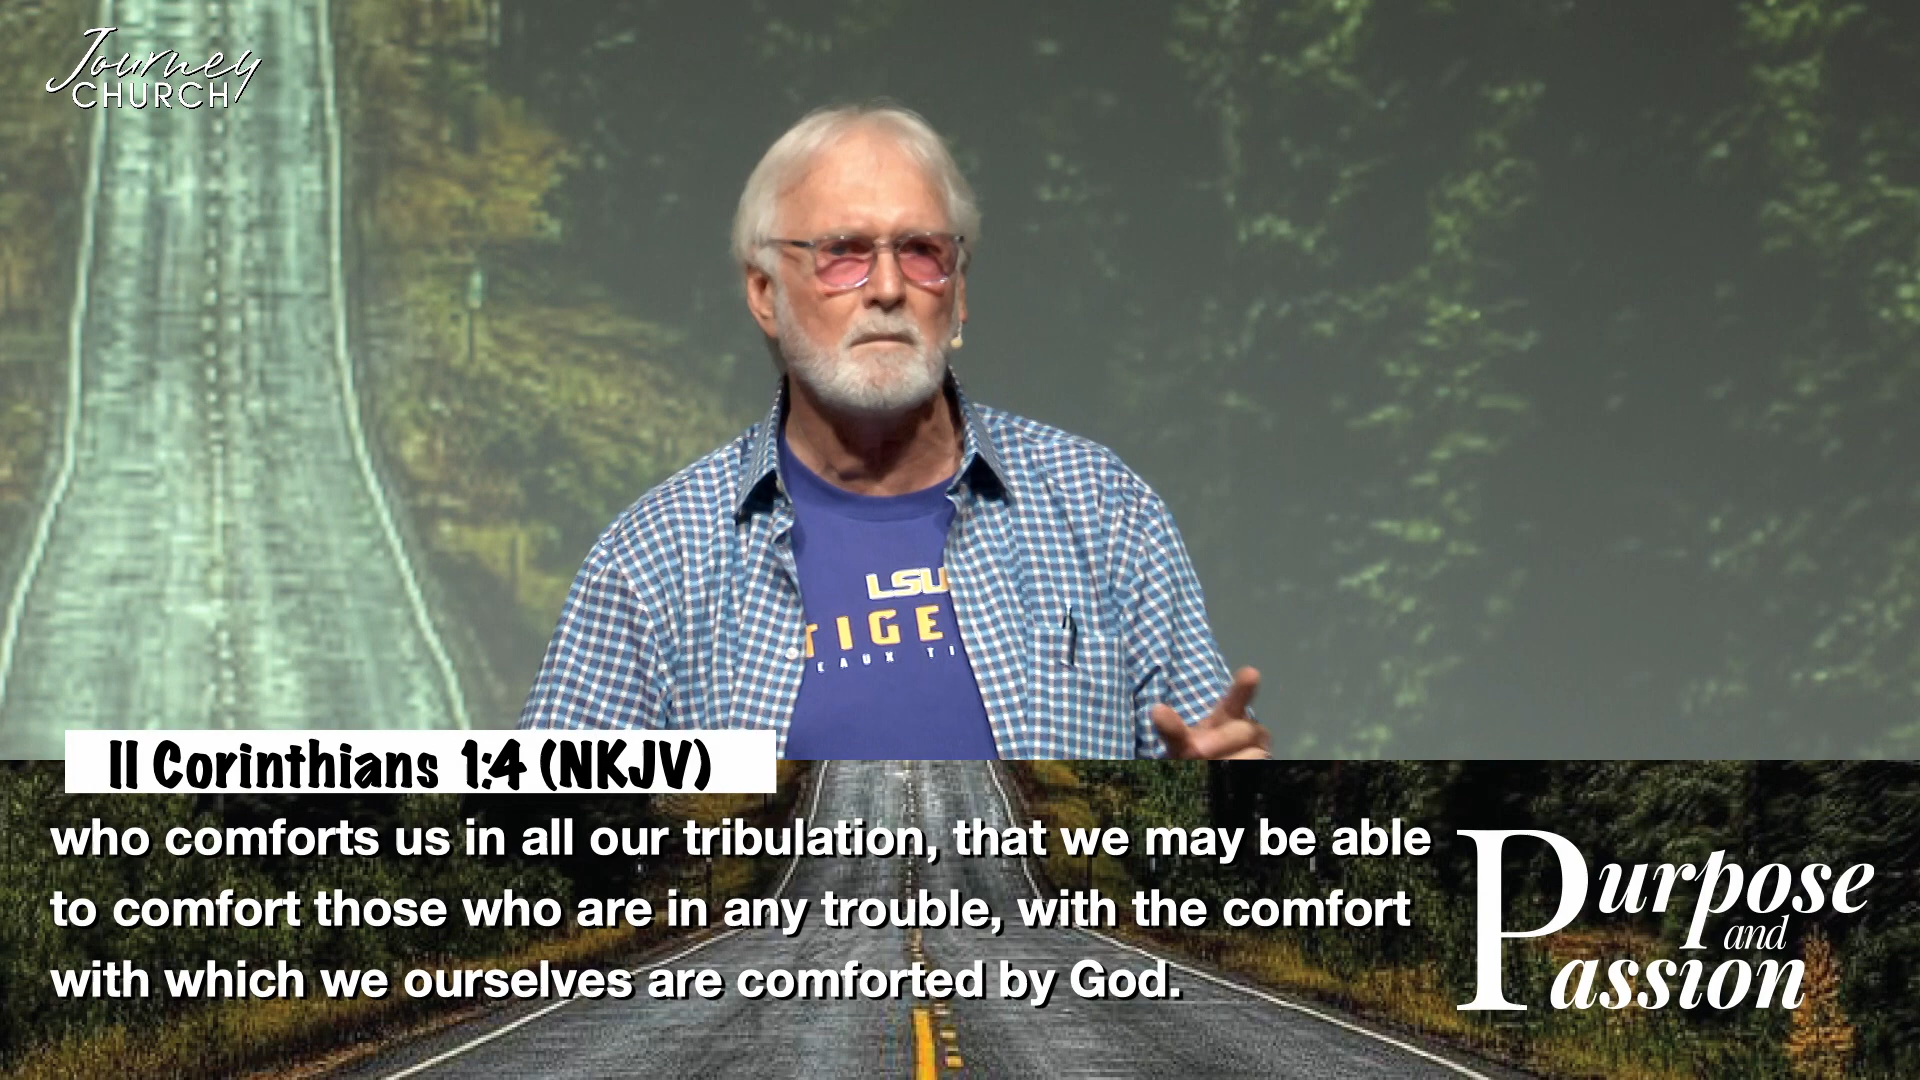 Journey
CHURCH
LSU
TIGE
EAUX TI
II Corinthians 1:4 (NKJV)
who comforts us in all our tribulation, that we may be able
to comfort those who are in any trouble, with the comfort
with which we ourselves are comforted by God.
Purpose
and
Passion